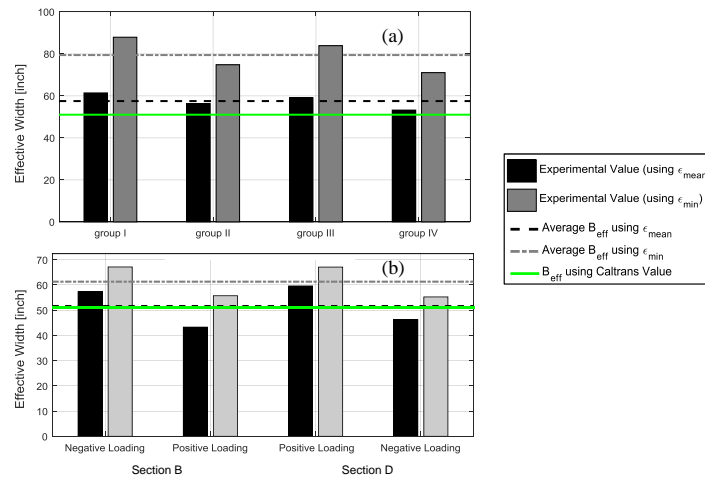 (a)
Effective Width [inch]
100
80
60
40
20
0
group I
group II
group III
group IV
(b)
Effective Width [inch]
70
60
50
40
30
20
10
0
Negative Loading
Positive Loading
Positive Loading
Negative Loading
Section B
Section D
Experimental Value (using ϵmean
Experimental Value (using ϵmin)
Average Beff using ϵmean
Average Beff using ϵmin
Beff using Caltrans Value